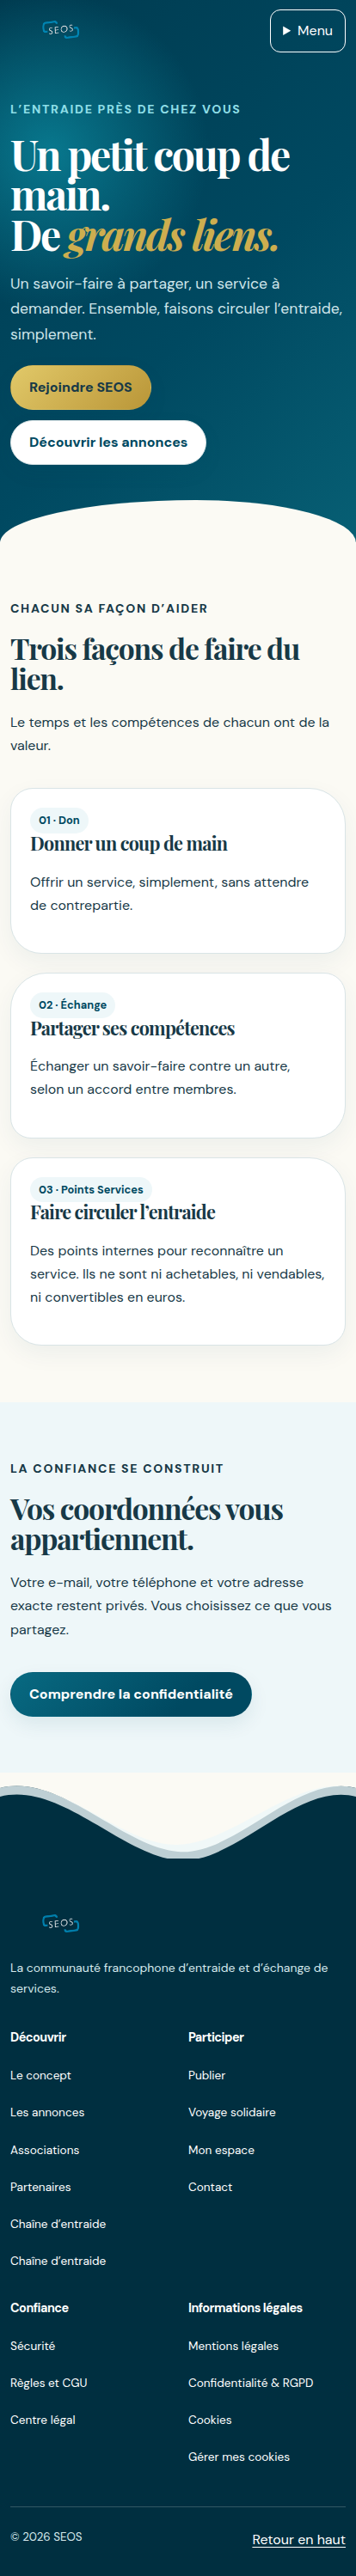 SEOS
Menu
L’ENTRAIDE PRÈS DE CHEZ VOUS
Un petit coup de
main.
De grands liens.
Un savoir-faire à partager, un service à
demander. Ensemble, faisons circuler l’entraide,
simplement.
Rejoindre SEOS
Découvrir les annonces
CHACUN SA FAÇON D’AIDER
Trois façons de faire du
lien.
Le temps et les compétences de chacun ont de la
valeur.
01 · Don
Donner un coup de main
Offrir un service, simplement, sans attendre
de contrepartie.
02 · Échange
Partager ses compétences
Échanger un savoir-faire contre un autre,
selon un accord entre membres.
03 · Points Services
Faire circuler l’entraide
Des points internes pour reconnaître un
service. Ils ne sont ni achetables, ni vendables,
ni convertibles en euros.
LA CONFIANCE SE CONSTRUIT
Vos coordonnées vous
appartiennent.
Votre e-mail, votre téléphone et votre adresse
exacte restent privés. Vous choisissez ce que vous
partagez.
Comprendre la confidentialité
SEOS
La communauté francophone d’entraide et d’échange de
services.
Découvrir
Le concept
Les annonces
Associations
Partenaires
Chaîne d’entraide
Chaîne d’entraide
Participer
Publier
Voyage solidaire
Mon espace
Contact
Confiance
Sécurité
Règles et CGU
Centre légal
Informations légales
Mentions légales
Confidentialité & RGPD
Cookies
Gérer mes cookies
© 2026 SEOS
Retour en haut